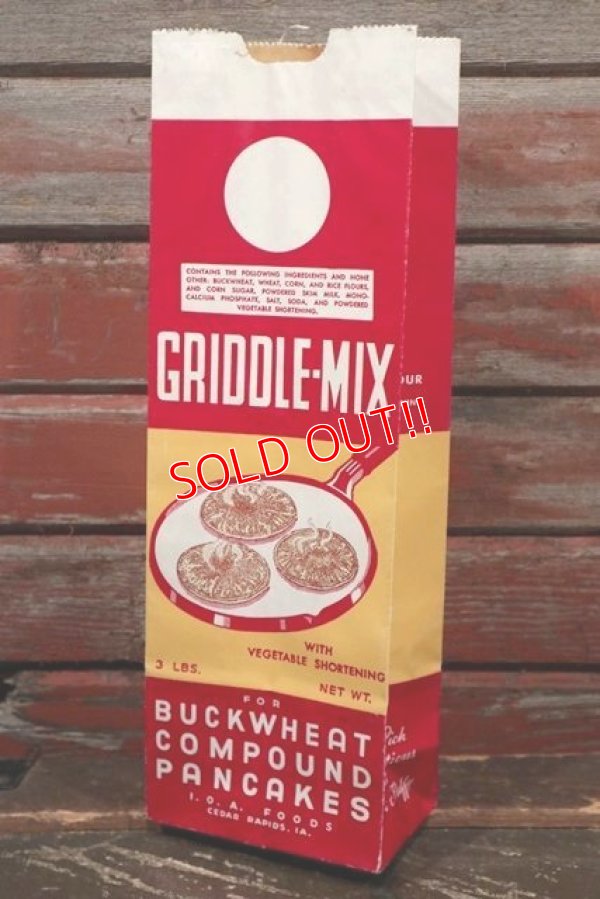 CONTAINS THE FOLLOWING INGREDIENTS AND NONE
OTHER. BUCKWHEAT, WHEAT, CORN, AND RICE FLOURS,
AND CORN SUGAR, POWDERED SKIM MILK, MONO-
CALCIUM PHOSPHATE, SALT, SODA, AND POWDERED
VEGETABLE SHORTENING.
GRIDDLE-MIX
OUR
SOLD OUT!!
WITH
VEGETABLE SHORTENING
3 LBS.
NET WT.
FOR
BUCKWHEAT
COMPOUND
PANCAKES
I. O. A. FOODS
CEDAR RAPIDS, IA.